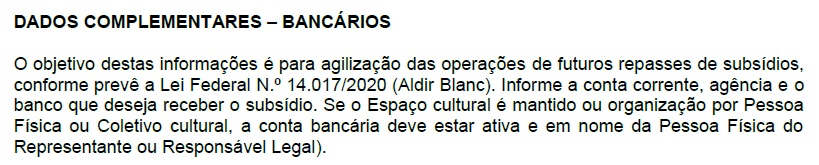 DADOS COMPLEMENTARES – BANCÁRIOS
O objetivo destas informações é para agilização das operações de futuros repasses de subsídios,
conforme prevê a Lei Federal N.º 14.017/2020 (Aldir Blanc). Informe a conta corrente, agência e o
banco que deseja receber o subsídio. Se o Espaço cultural é mantido ou organização por Pessoa
Física ou Coletivo cultural, a conta bancária deve estar ativa e em nome da Pessoa Física do
Representante ou Responsável Legal).